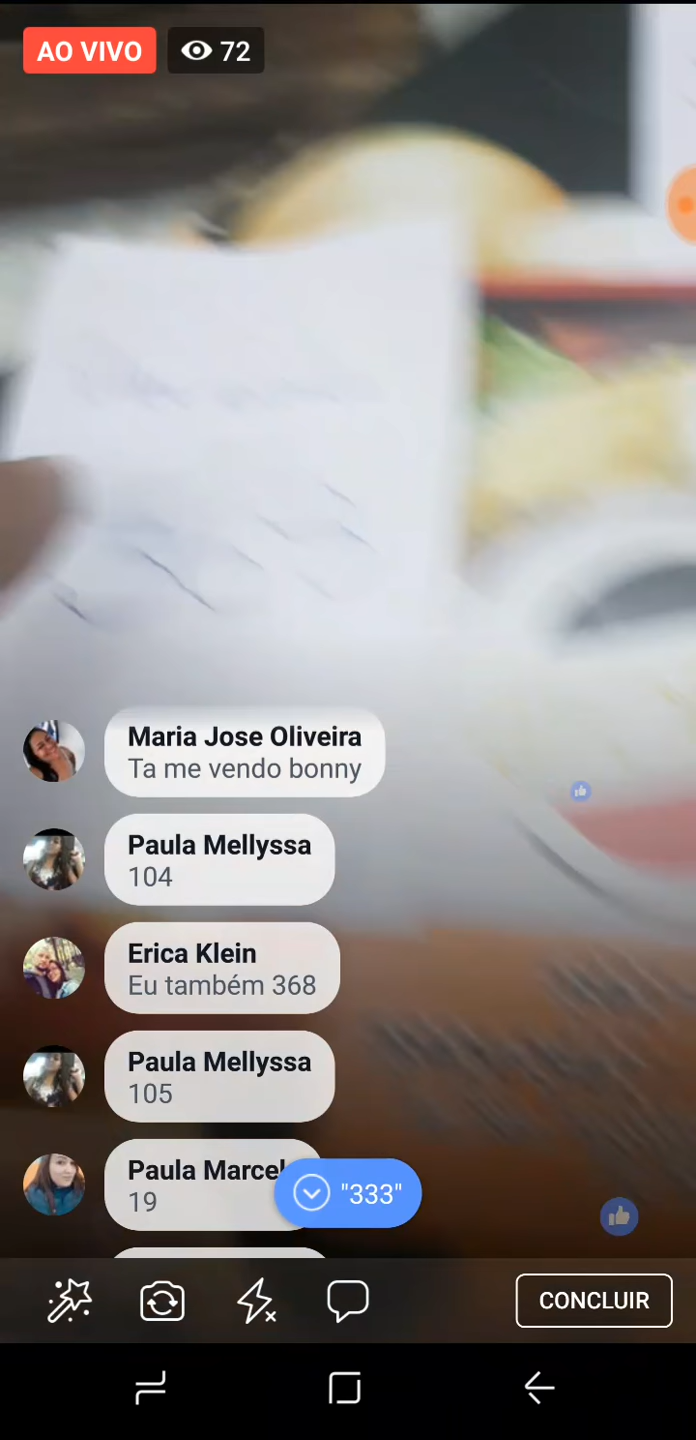 AO VIVO 72
Maria Jose Oliveira
Ta me vendo bonny
Paula Mellyssa
104
Erica Klein
Eu também 368
Paula Mellyssa
105
Paula Marcel
19
"333"
CONCLUIR